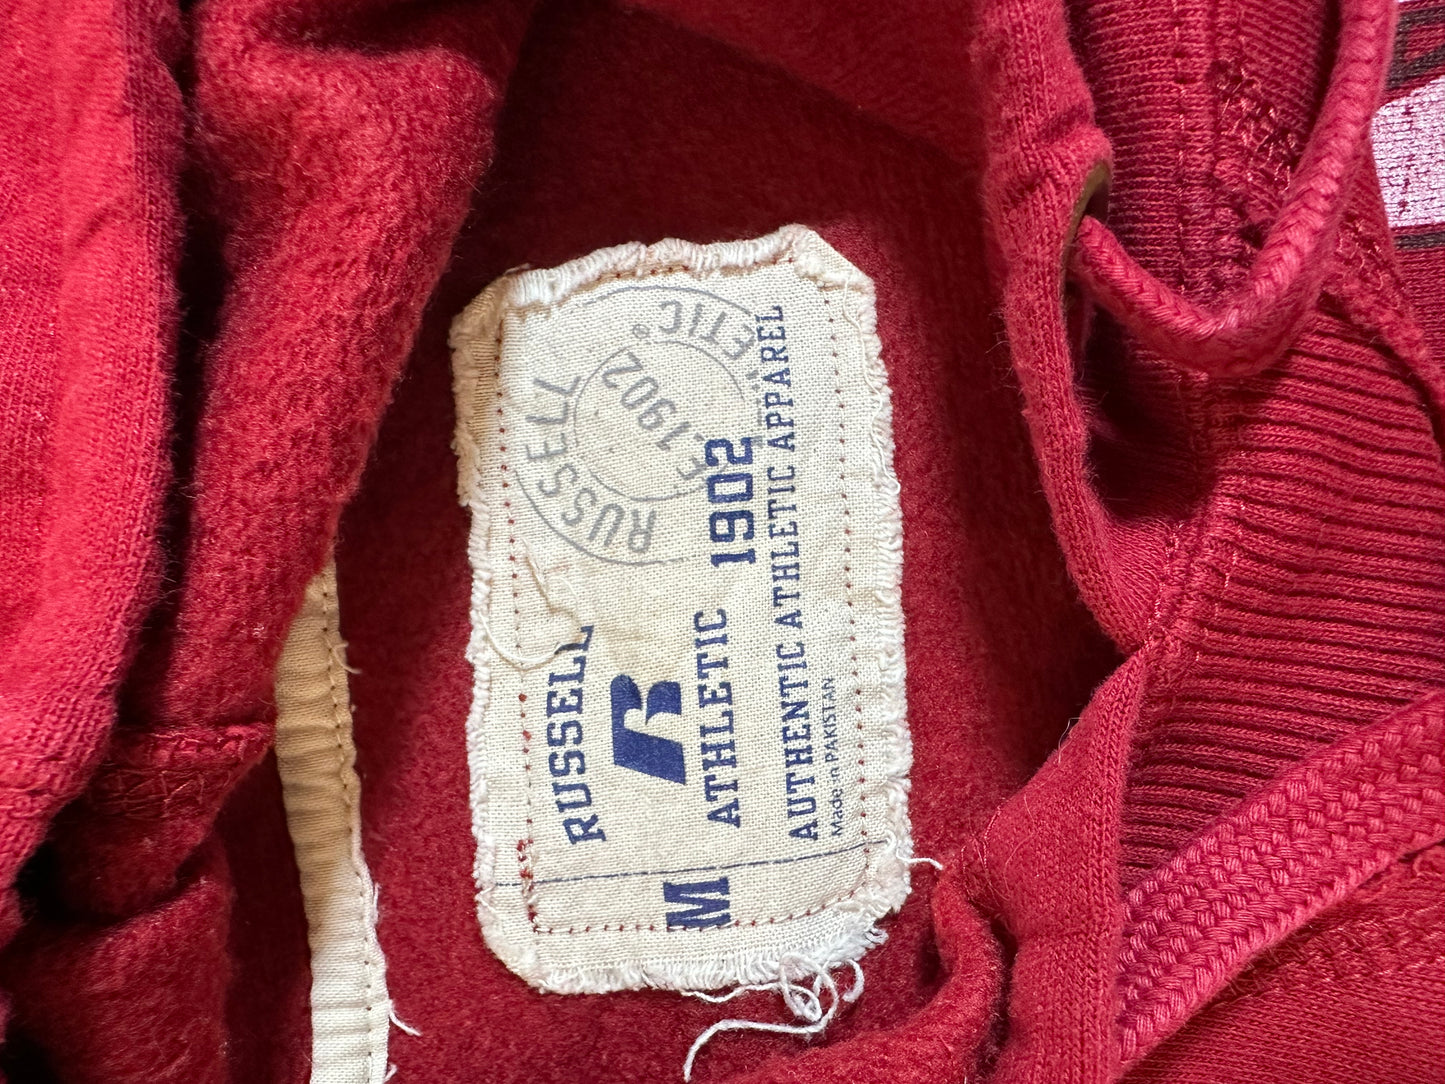 RUSSELL
ETIC
E.1902
RUSSELL
R
ATHLETIC 1902
AUTHENTIC ATHLETIC APPAREL
Made in PAKISTAN
M